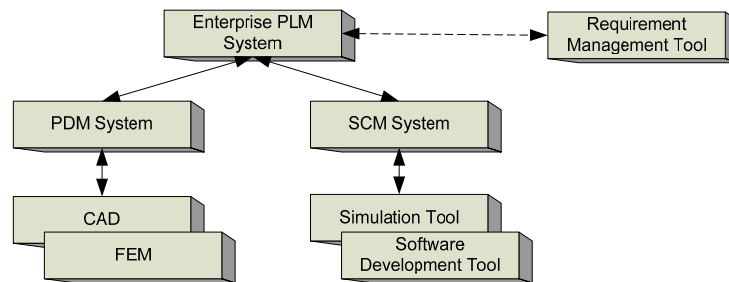 Enterprise PLM
System
Requirement
Management Tool
PDM System
SCM System
CAD
FEM
Simulation Tool
Software
Development Tool